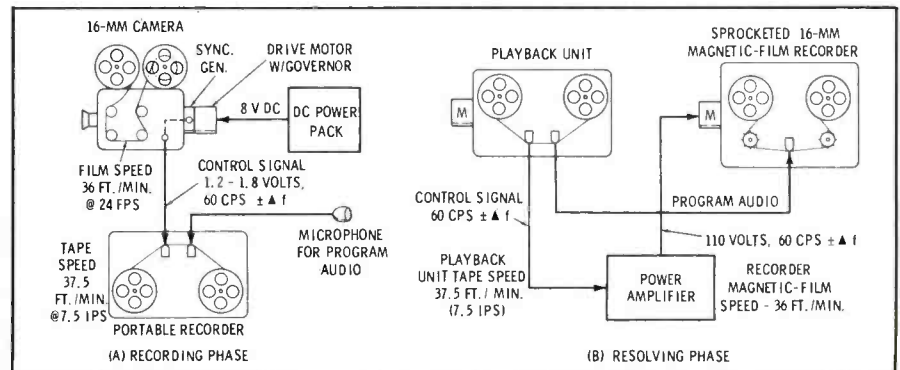 16-MM CAMERA
SYNC.
GEN.
DRIVE MOTOR
W/GOVERNOR
8 V DC
DC POWER
PACK
FILM SPEED
36 FT./MIN.
@ 24 FPS
CONTROL SIGNAL
1.2 - 1.8 VOLTS,
60 CPS ± ▲ f
MICROPHONE
FOR PROGRAM
AUDIO
TAPE
SPEED
37.5
FT./MIN.
@7.5 IPS
PORTABLE RECORDER
(A) RECORDING PHASE
PLAYBACK UNIT
M
SPROCKETED 16-MM
MAGNETIC-FILM RECORDER
M
CONTROL SIGNAL
60 CPS ± ▲ f
PROGRAM AUDIO
110 VOLTS, 60 CPS ± ▲ f
PLAYBACK
UNIT TAPE SPEED
37.5 FT./ MIN.
(7.5 IPS)
POWER
AMPLIFIER
RECORDER
MAGNETIC-FILM
SPEED - 36 FT./MIN.
(B) RESOLVING PHASE